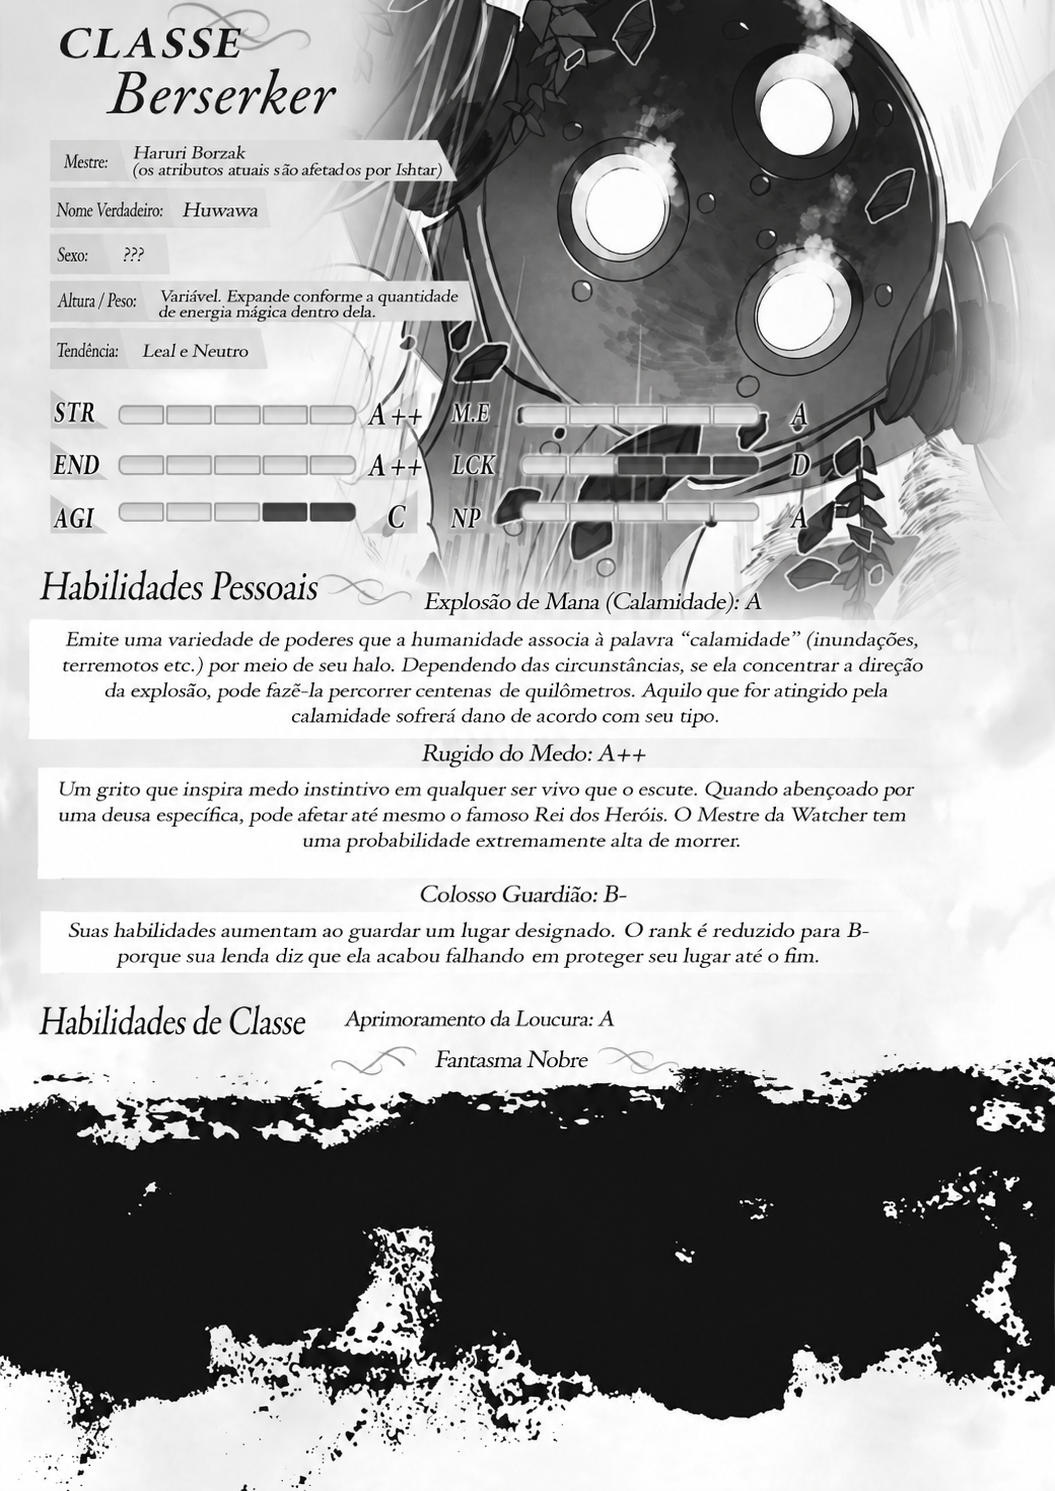 CLASSE
Berserker
Mestre: Haruri Borzak
(os atributos atuais são afetados por Ishtar)
Nome Verdadeiro: Huwawa
Sexo: ???
Altura / Peso: Variável. Expande conforme a quantidade
de energia mágica dentro dela.
Tendência: Leal e Neutro
STR A++ M.E A
END A++ LCK D
AGI C NP A
Habilidades Pessoais
Explosão de Mana (Calamidade): A
Emite uma variedade de poderes que a humanidade associa à palavra “calamidade” (inundações,
terremotos etc.) por meio de seu halo. Dependendo das circunstâncias, se ela concentrar a direção
da explosão, pode fazê-la percorrer centenas de quilômetros. Aquilo que for atingido pela
calamidade sofrerá dano de acordo com seu tipo.
Rugido do Medo: A++
Um grito que inspira medo instintivo em qualquer ser vivo que o escute. Quando abençoado por
uma deusa específica, pode afetar até mesmo o famoso Rei dos Heróis. O Mestre da Watcher tem
uma probabilidade extremamente alta de morrer.
Colosso Guardião: B-
Suas habilidades aumentam ao guardar um lugar designado. O rank é reduzido para B-
porque sua lenda diz que ela acabou falhando em proteger seu lugar até o fim.
Habilidades de Classe
Aprimoramento da Loucura: A
Fantasma Nobre